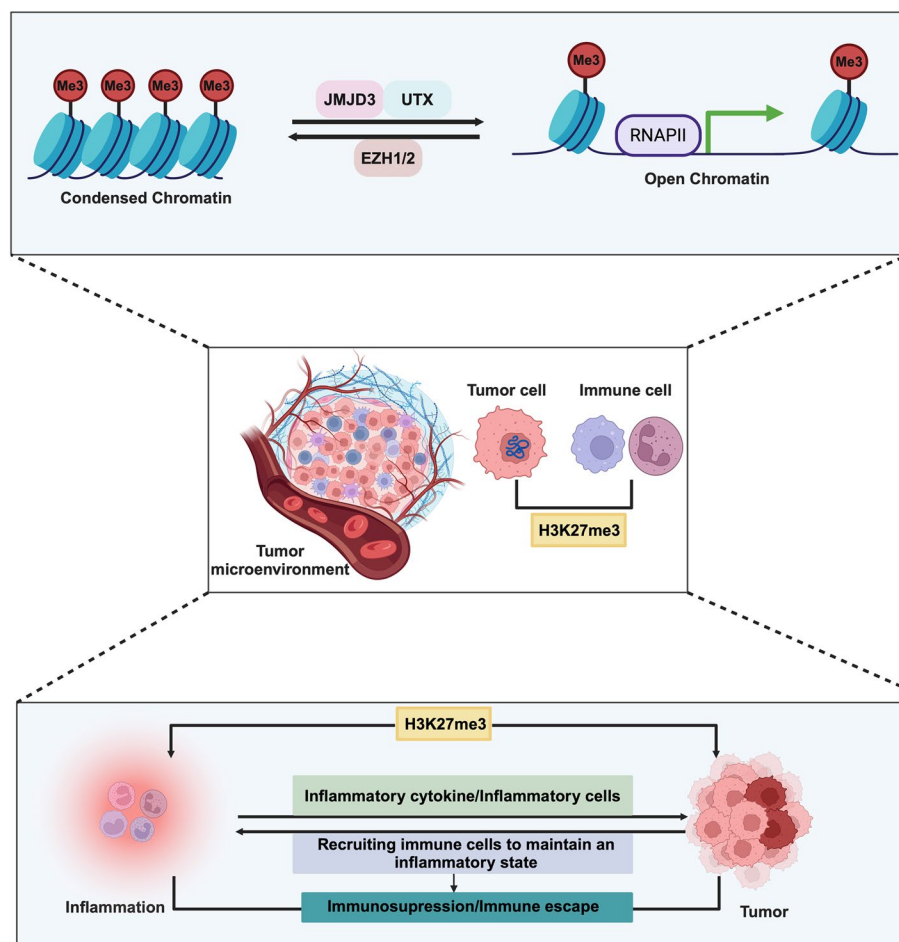 Me3 Me3 Me3 Me3
Me3
Me3
JMJD3 UTX
EZH1/2
RNAPII
Condensed Chromatin
Open Chromatin
Tumor cell
Immune cell
H3K27me3
Tumor
microenvironment
H3K27me3
Inflammatory cytokine/Inflammatory cells
Recruiting immune cells to maintain an
inflammatory state
Immunosupression/Immune escape
Inflammation
Tumor